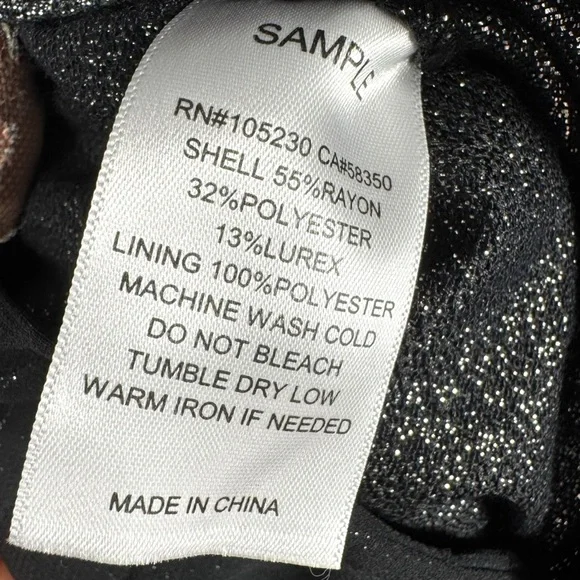 SAMPLE
RN#105230 CA#58350
SHELL 55%RAYON
32%POLYESTER
13%LUREX
LINING 100%POLYESTER
MACHINE WASH COLD
DO NOT BLEACH
TUMBLE DRY LOW
WARM IRON IF NEEDED
MADE IN CHINA